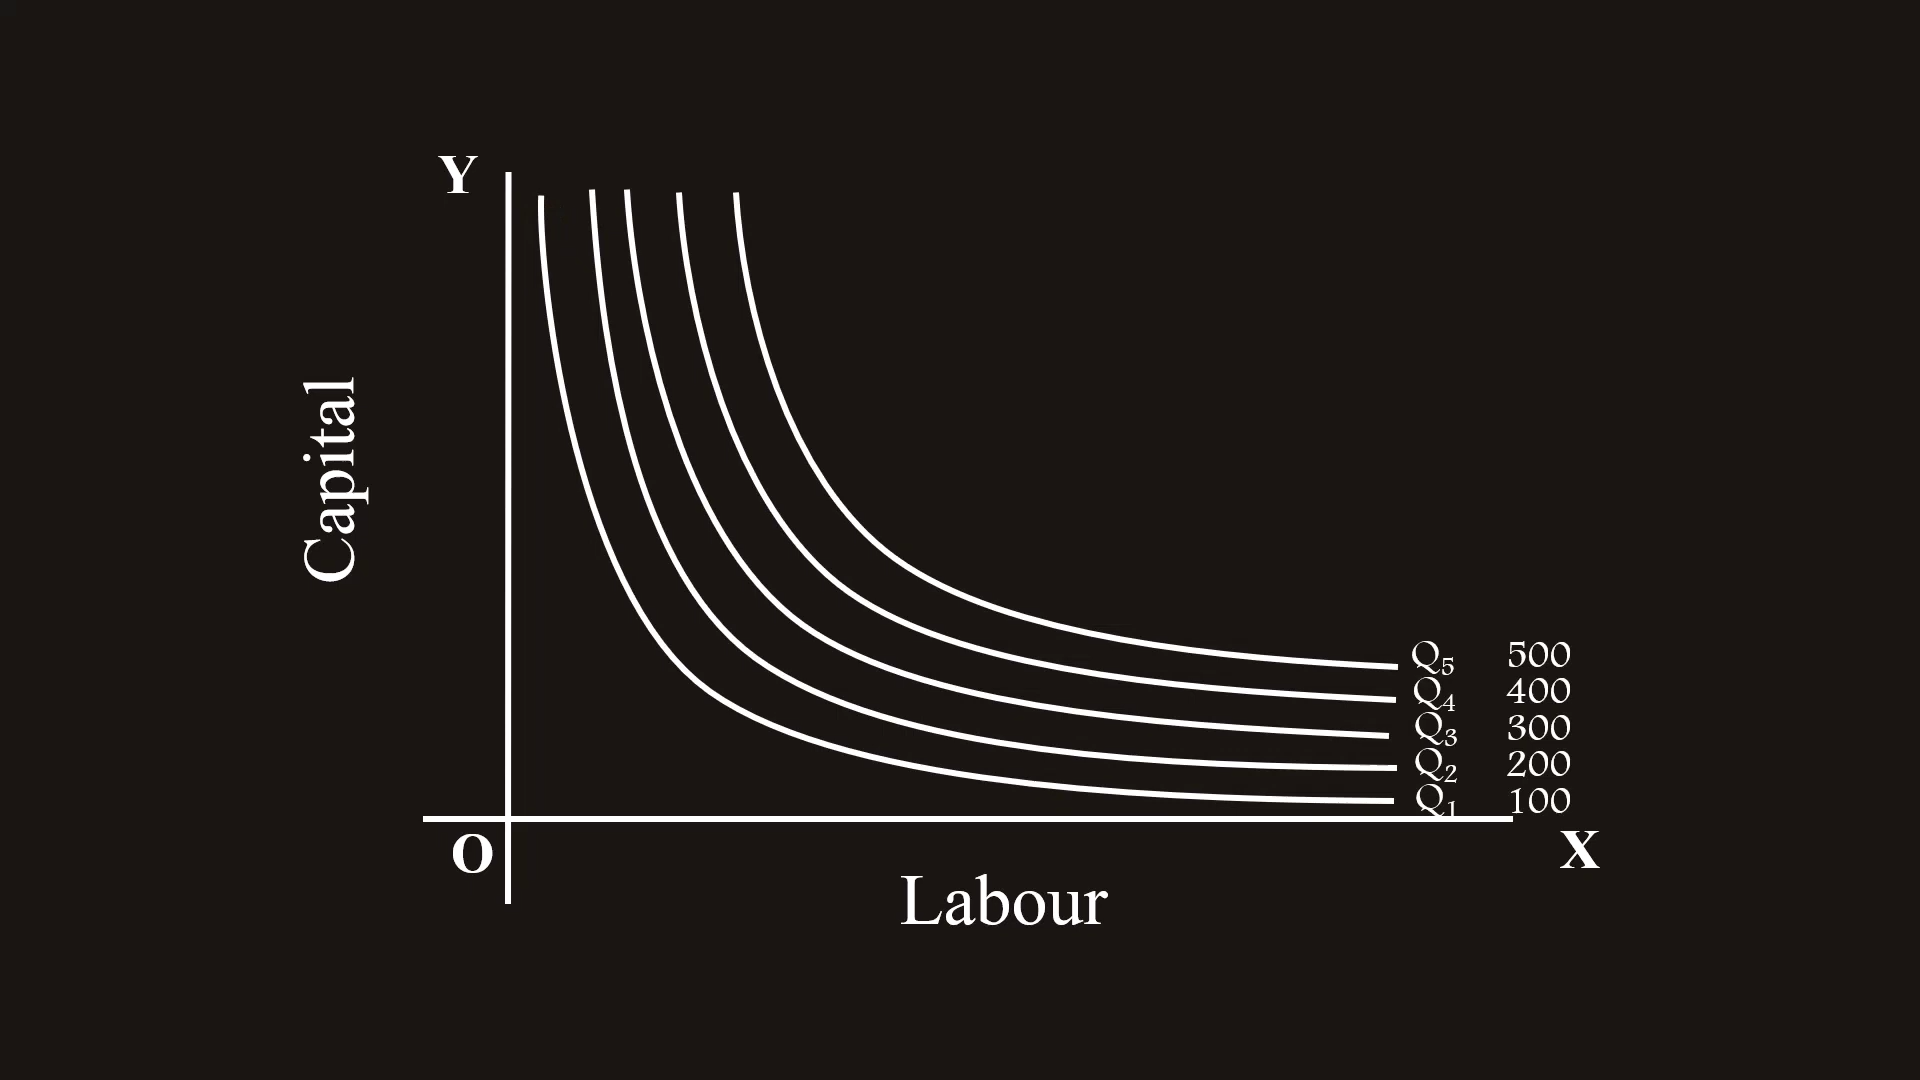 Y
Capital
Q₅ 500
Q₄ 400
Q₃ 300
Q₂ 200
Q₁ 100
O
X
Labour